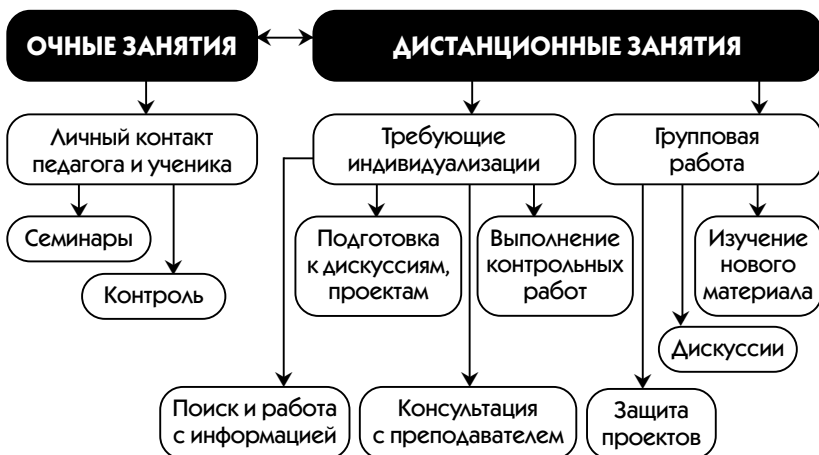 ОЧНЫЕ ЗАНЯТИЯ
ДИСТАНЦИОННЫЕ ЗАНЯТИЯ
Личный контакт
педагога и ученика
Требующие
индивидуализации
Групповая
работа
Семинары
Контроль
Подготовка
к дискуссиям,
проектам
Выполнение
контрольных
работ
Изучение
нового
материала
Дискуссии
Поиск и работа
с информацией
Консультация
с преподавателем
Защита
проектов